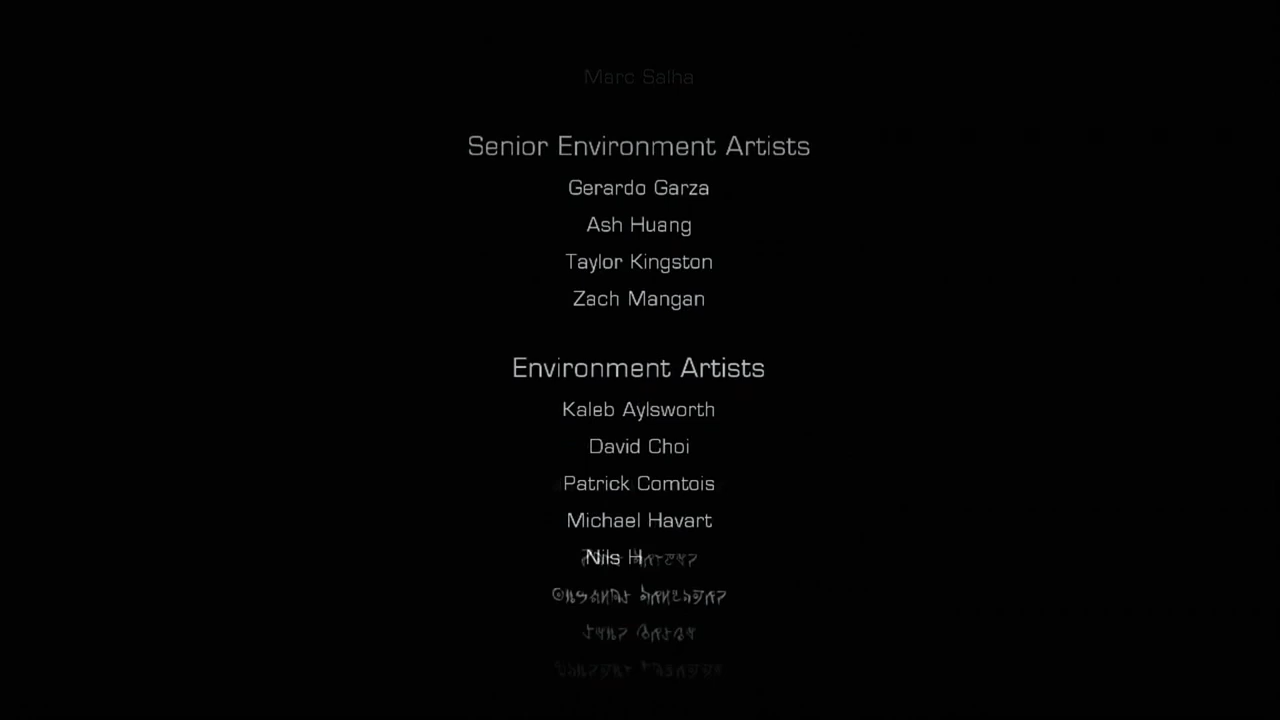 Marc Salha
Senior Environment Artists
Gerardo Garza
Ash Huang
Taylor Kingston
Zach Mangan
Environment Artists
Kaleb Aylsworth
David Choi
Patrick Comtois
Michael Havart
Nils H